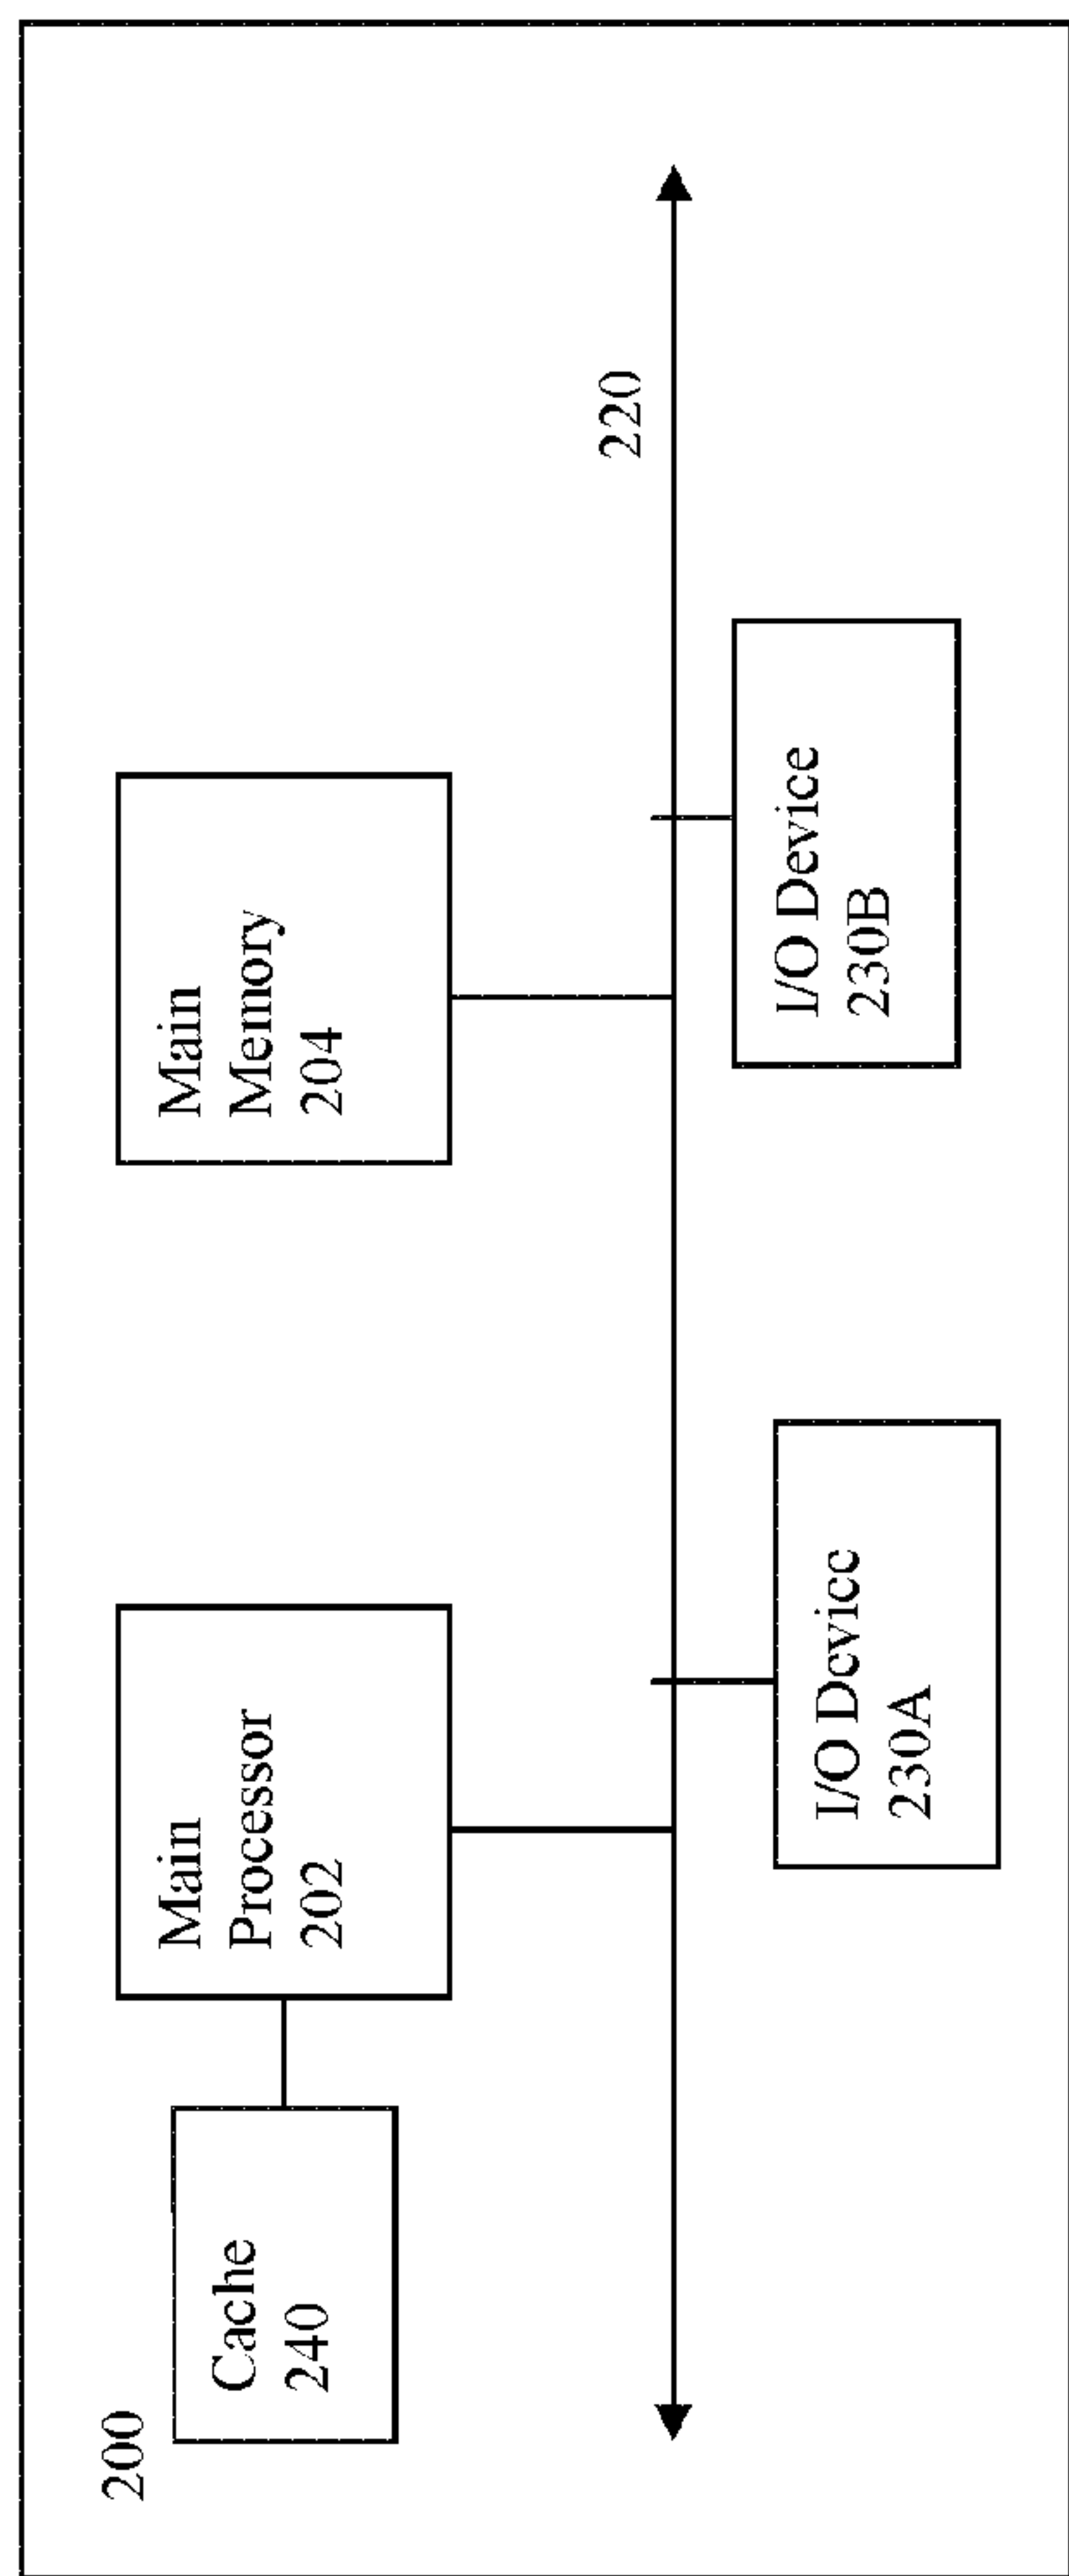 200
Cache
240
Main
Processor
202
Main
Memory
204
220
I/O Device
230A
I/O Device
230B